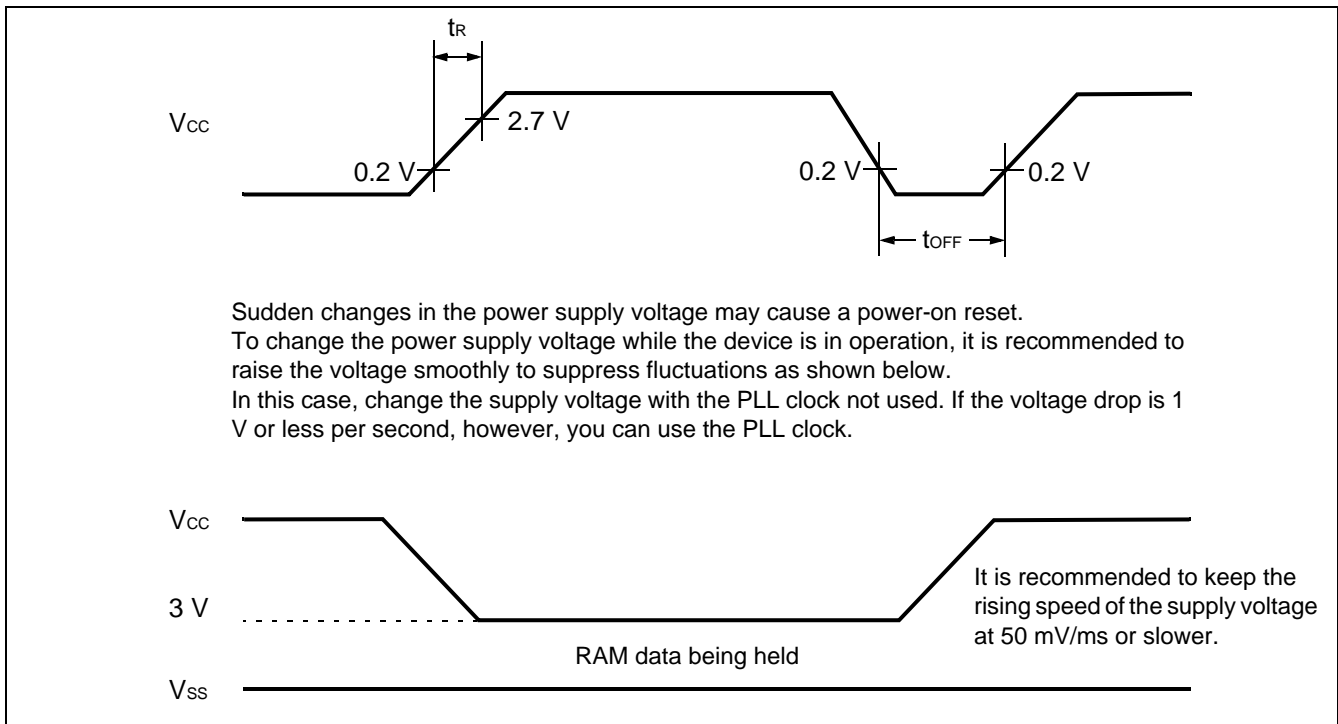 tR
VCC
2.7 V
0.2 V
0.2 V
0.2 V
tOFF
Sudden changes in the power supply voltage may cause a power-on reset.
To change the power supply voltage while the device is in operation, it is recommended to
raise the voltage smoothly to suppress fluctuations as shown below.
In this case, change the supply voltage with the PLL clock not used. If the voltage drop is 1
V or less per second, however, you can use the PLL clock.
VCC
3 V
It is recommended to keep the
rising speed of the supply voltage
at 50 mV/ms or slower.
RAM data being held
VSS